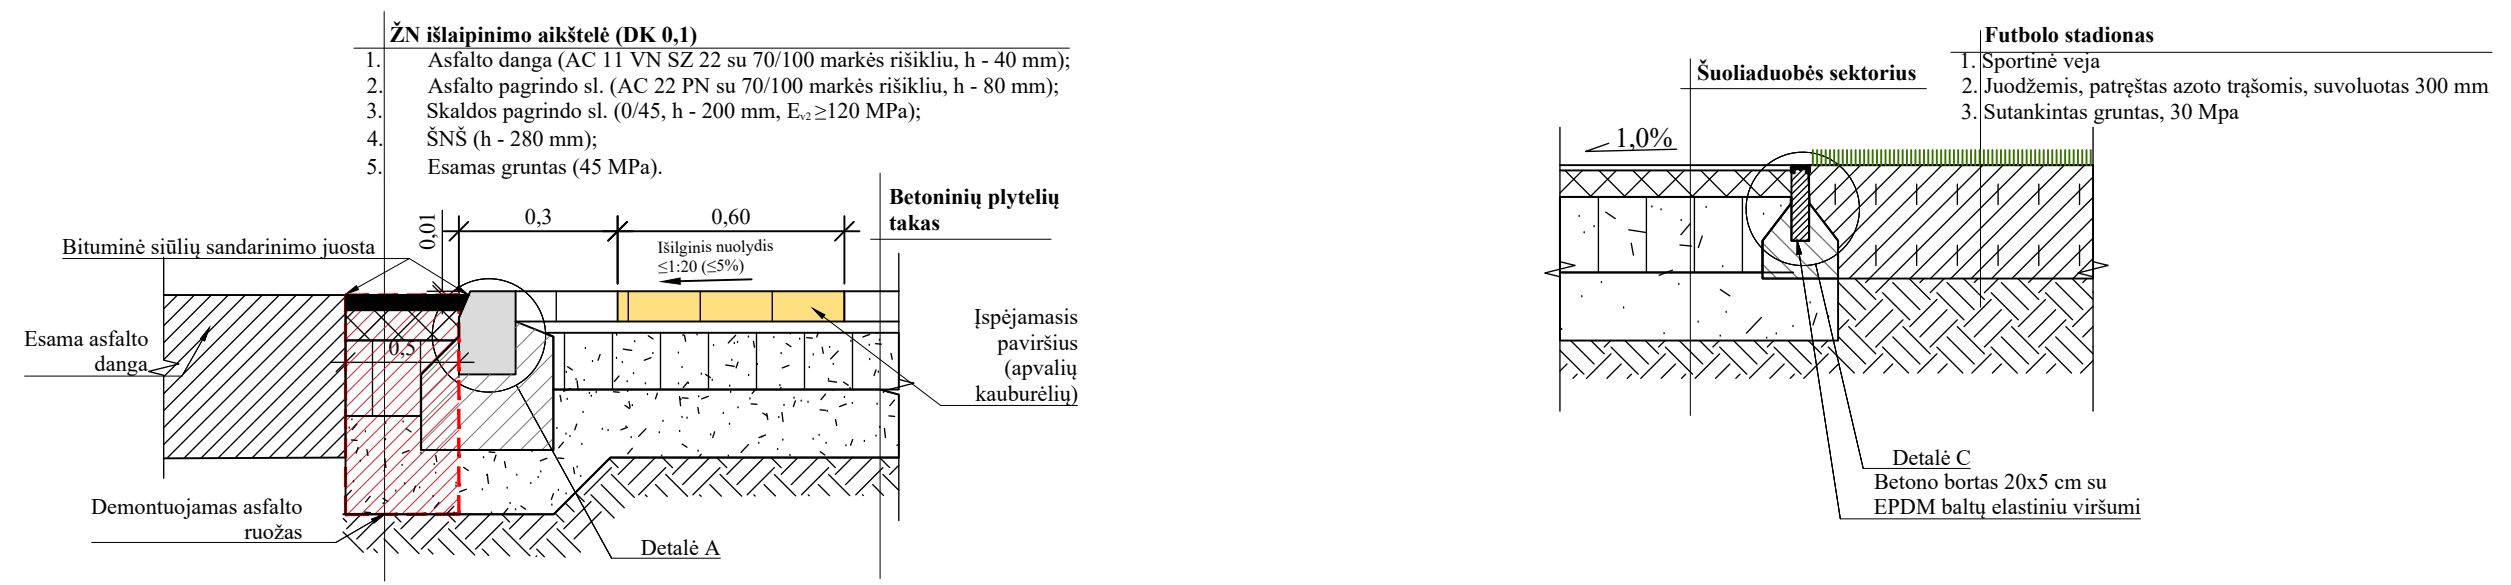 ŽN išlaipinimo aikštelė (DK 0,1)
1. Asfalto danga (AC 11 VN SZ 22 su 70/100 markės rišikliu, h - 40 mm);
2. Asfalto pagrindo sl. (AC 22 PN su 70/100 markės rišikliu, h - 80 mm);
3. Skaldos pagrindo sl. (0/45, h - 200 mm, Ev2 ≥120 MPa);
4. ŠNŠ (h - 280 mm);
5. Esamas gruntas (45 MPa).
Betoninių plytelių
takas
0,01
0,3
0,60
Bituminė siūlių sandarinimo juosta
Išilginis nuolydis
≤1:20 (≤5%)
Esama asfalto
danga
0,5
Įspėjamasis
paviršius
(apvalių
kauburėlių)
Demontuojamas asfalto
ruožas
Detalė A
Šuoliaduobės sektorius
Futbolo stadionas
1. Sportinė veja
2. Juodžemis, patręštas azoto trąšomis, suvoluotas 300 mm
3. Sutankintas gruntas, 30 Mpa
1,0%
Detalė C
Betono bortas 20x5 cm su
EPDM baltų elastiniu viršumi